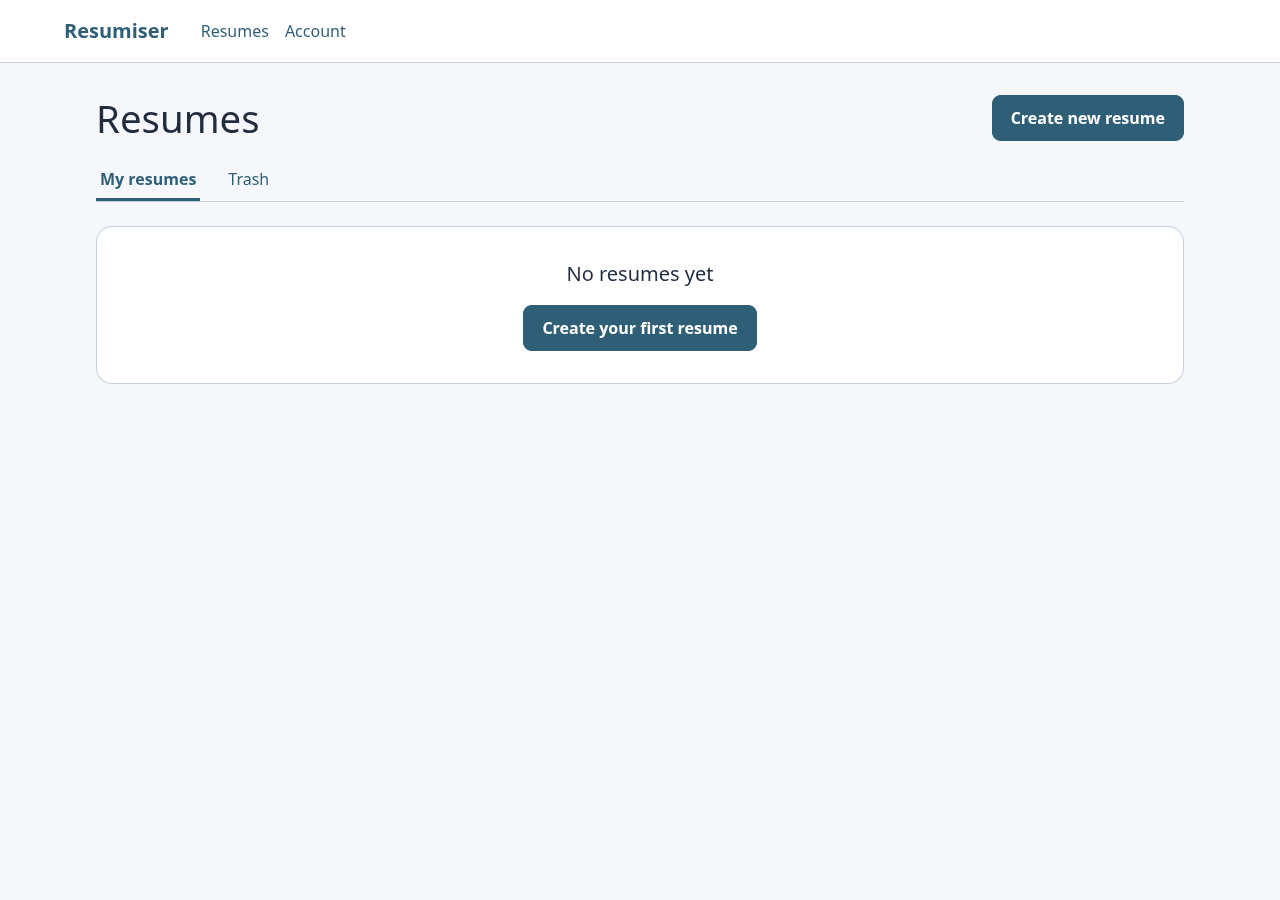 Resumiser Resumes Account
Resumes
Create new resume
My resumes Trash
No resumes yet
Create your first resume